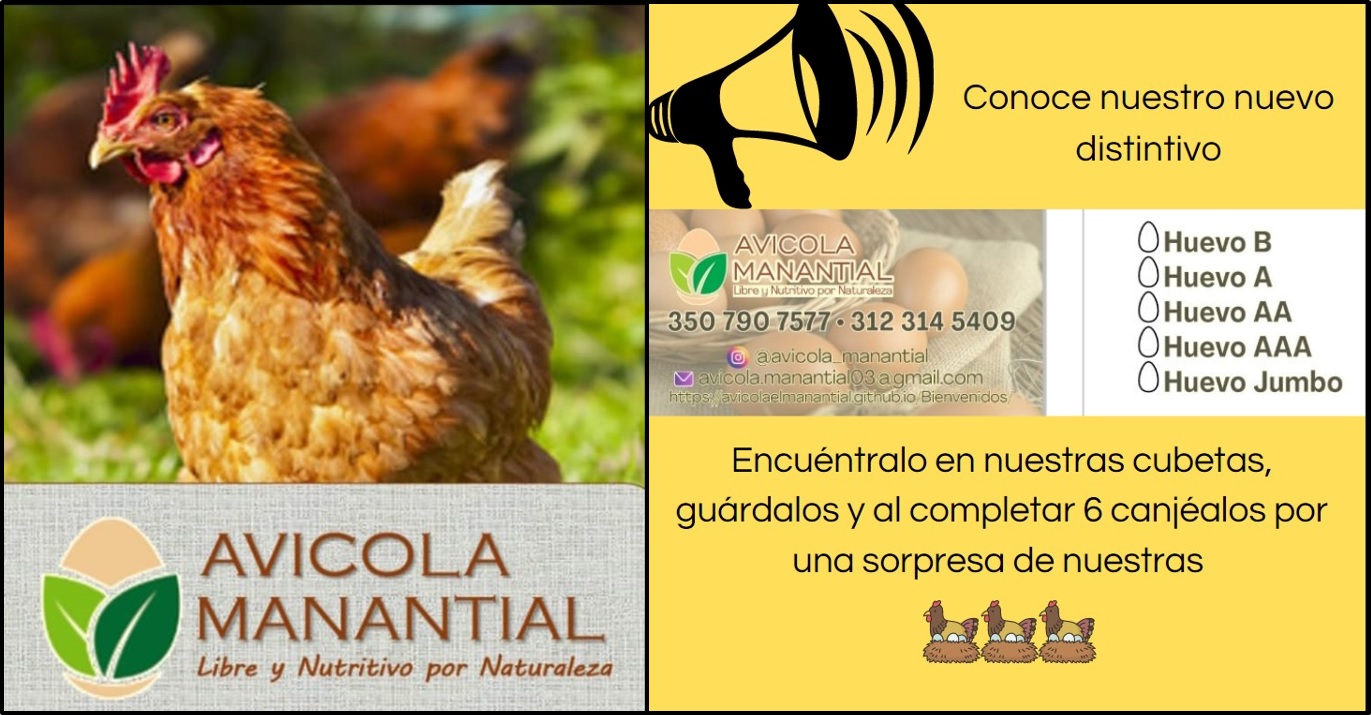 AVICOLA
MANANTIAL
Libre y Nutritivo por Naturaleza
Conoce nuestro nuevo
distintivo
AVICOLA
MANANTIAL
Libre y Nutritivo por Naturaleza
350 790 7577 • 312 314 5409
@avicola_manantial
avicola.manantial03@gmail.com
https://avicolaelmanantial.github.io/Bienvenidos/
Huevo B
Huevo A
Huevo AA
Huevo AAA
Huevo Jumbo
Encuéntralo en nuestras cubetas,
guárdalos y al completar 6 canjéalos por
una sorpresa de nuestras